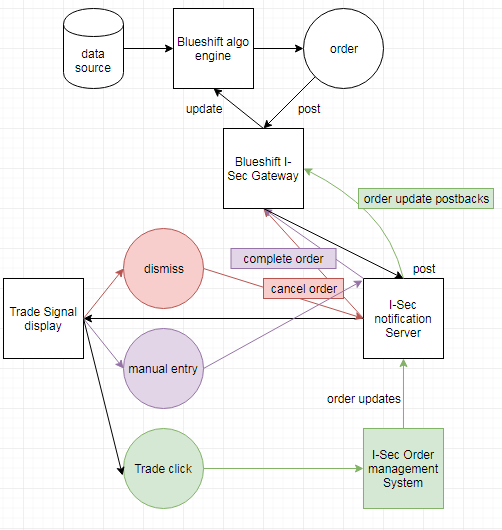 data
source
Blueshift algo
engine
order
update
post
Blueshift I-
Sec Gateway
order update postbacks
complete order
dismiss
post
cancel order
Trade Signal
display
I-Sec
notification
Server
manual entry
order updates
Trade click
I-Sec Order
management
System